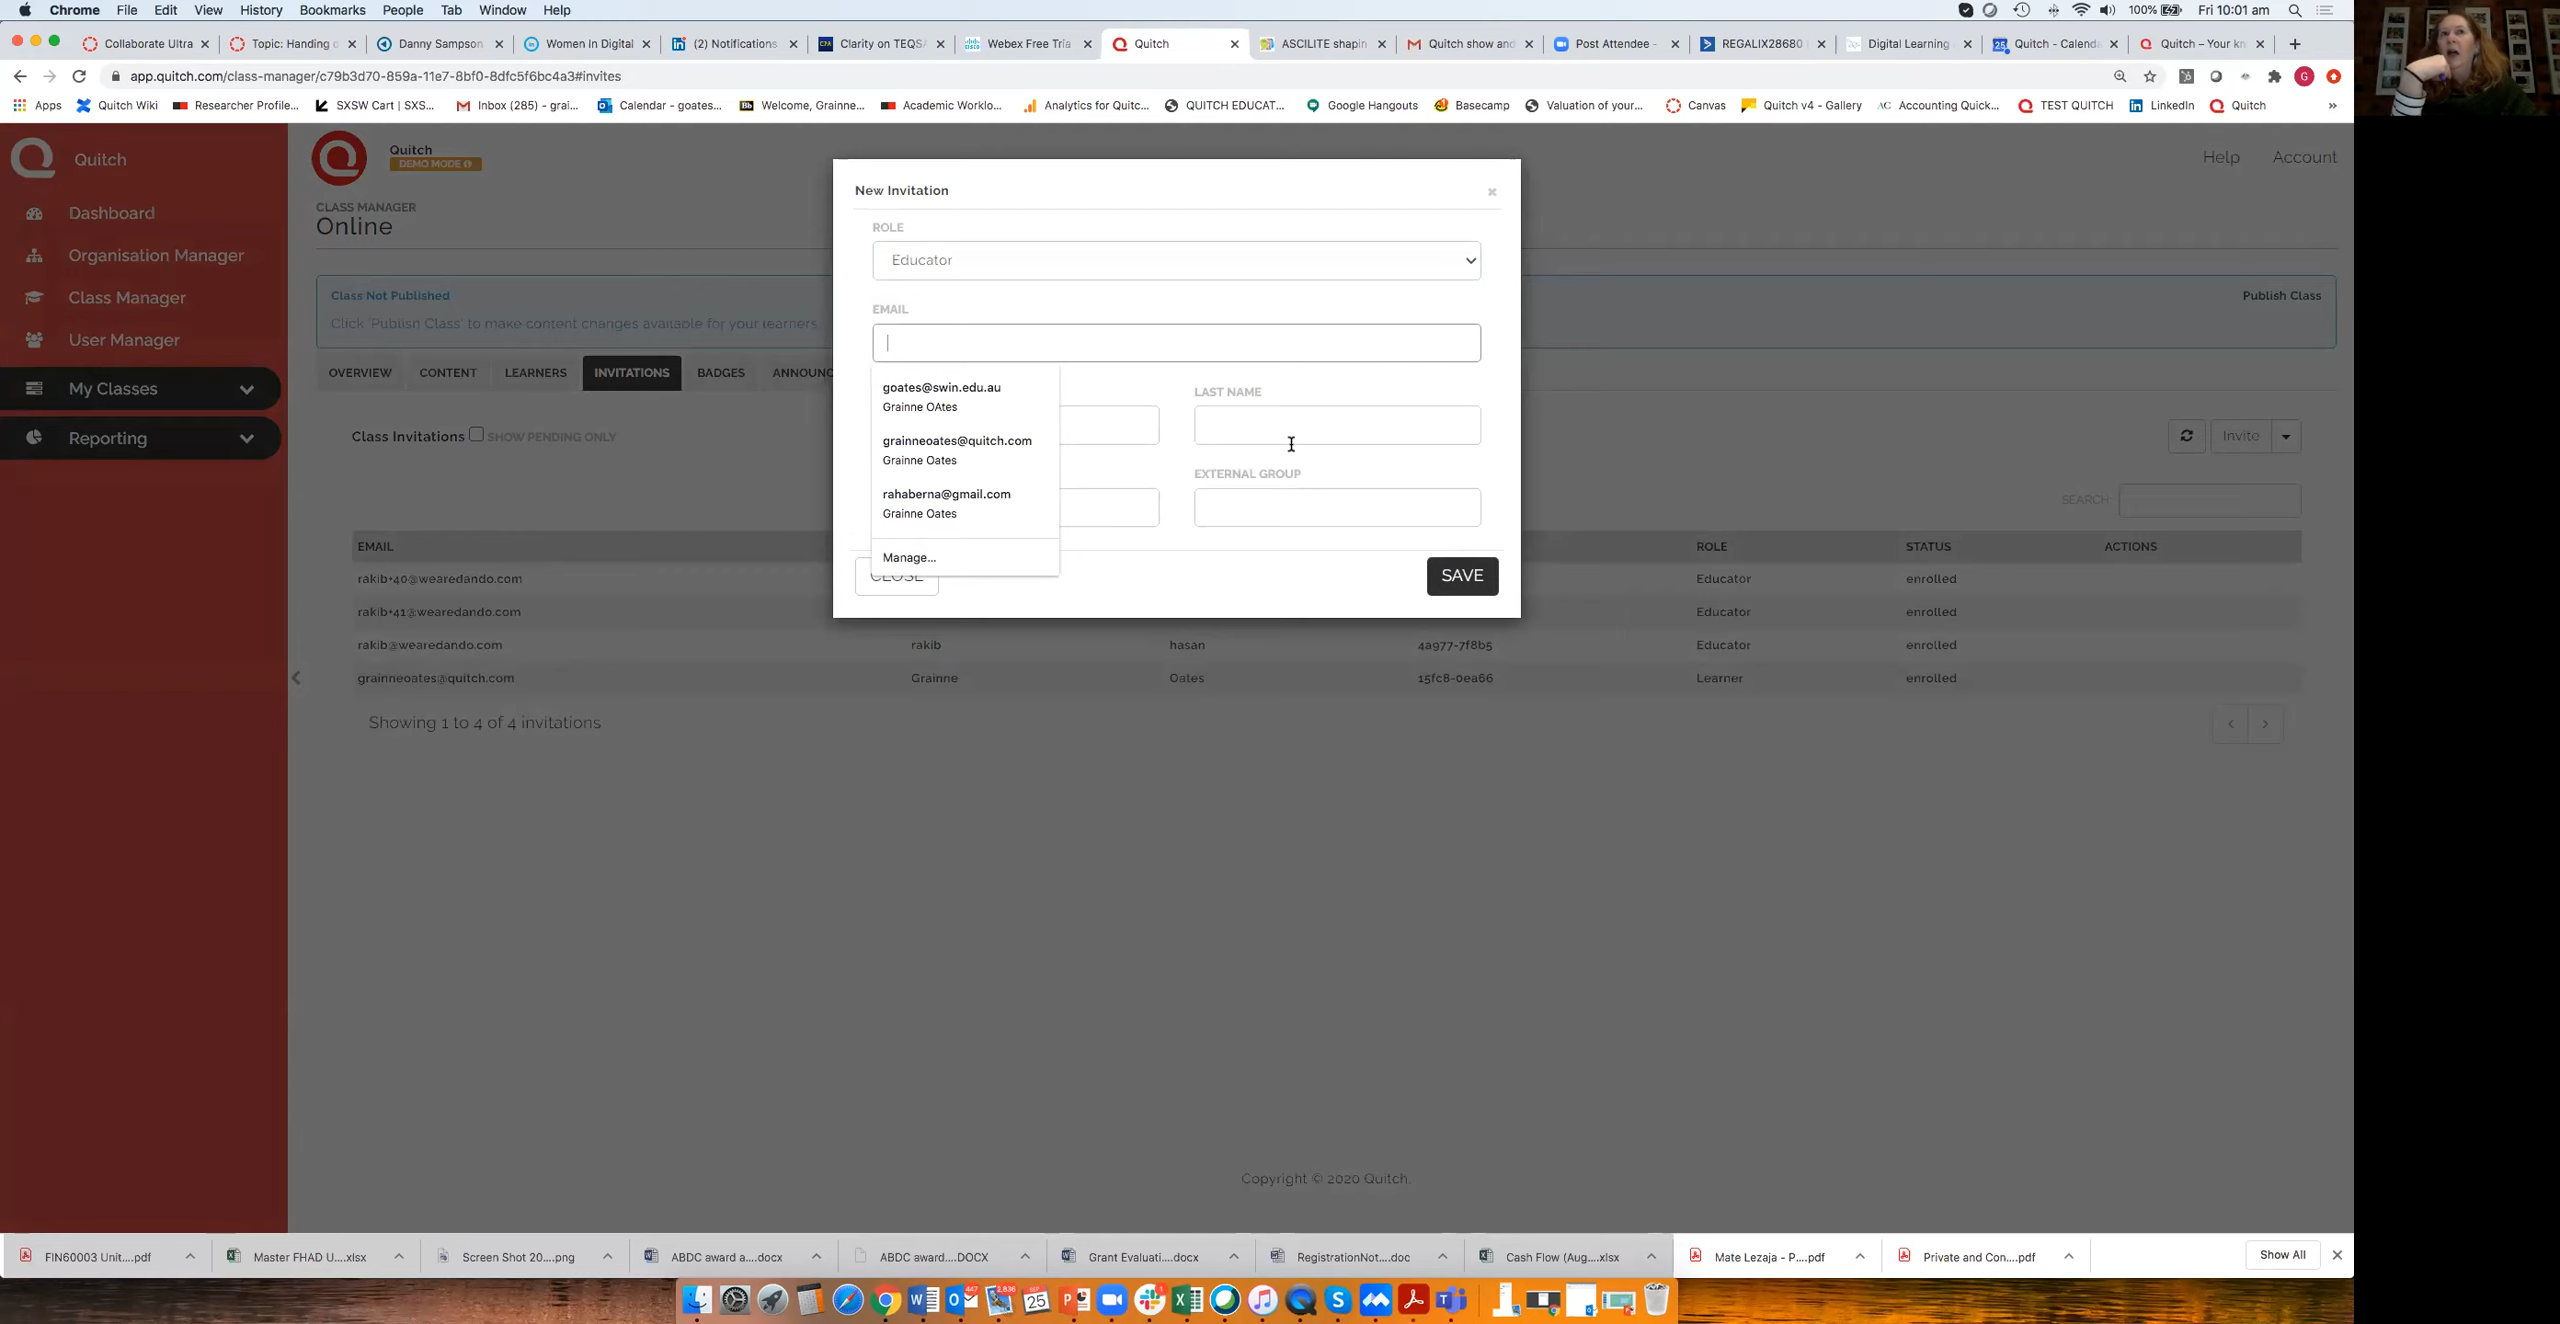 Chrome File Edit View History Bookmarks People Tab Window Help 100% Fri 10:01 am
Collaborate Ultra
Topic: Handing
Danny Sampson
Women In Digital
(2) Notifications
Clarity on TEQS
Webex Free Tria
Quitch
ASCILITE shapin
Quitch show and
Post Attendee -
REGALIX28680
Digital Learning
Quitch - Calend
Quitch – Your kn
app.quitch.com/class-manager/c79b3d70-859a-11e7-8bf0-8dfc5f6bc4a3#invites
Apps Quitch Wiki Researcher Profile... SXSW Cart | SXS... Inbox (285) - grai... Calendar - goates... Welcome, Grainne... Academic Worklo... Analytics for Quitc... QUITCH EDUCAT... Google Hangouts Basecamp Valuation of your... Canvas Quitch v4 - Gallery Accounting Quick... TEST QUITCH LinkedIn Quitch »
Quitch
Dashboard
Organisation Manager
Class Manager
User Manager
My Classes
Reporting
Quitch
DEMO MODE
Help Account
CLASS MANAGER
Online
Class Not Published
Click 'Publish Class' to make content changes available for your learners
Publish Class
OVERVIEW CONTENT LEARNERS INVITATIONS BADGES ANNOUNC
Class Invitations SHOW PENDING ONLY
Invite
SEARCH:
New Invitation
ROLE
Educator
EMAIL
goates@swin.edu.au
Grainne OAtes
grainneoates@quitch.com
Grainne Oates
rahaberna@gmail.com
Grainne Oates
Manage...
LAST NAME
EXTERNAL GROUP
CLOSE
SAVE
EMAIL ROLE STATUS ACTIONS
rakib+40@wearedando.com Educator enrolled
rakib+41@wearedando.com Educator enrolled
rakib@wearedando.com rakib hasan 4a977-7f8b5 Educator enrolled
grainneoates@quitch.com Grainne Oates 15fc8-0ea66 Learner enrolled
Showing 1 to 4 of 4 invitations
Copyright © 2020 Quitch.
FIN60003 Unit....pdf
Master FHAD U....xlsx
Screen Shot 20....png
ABDC award a....docx
ABDC award....DOCX
Grant Evaluati....docx
RegistrationNot....doc
Cash Flow (Aug....xlsx
Mate Lezaja - P....pdf
Private and Con....pdf
Show All